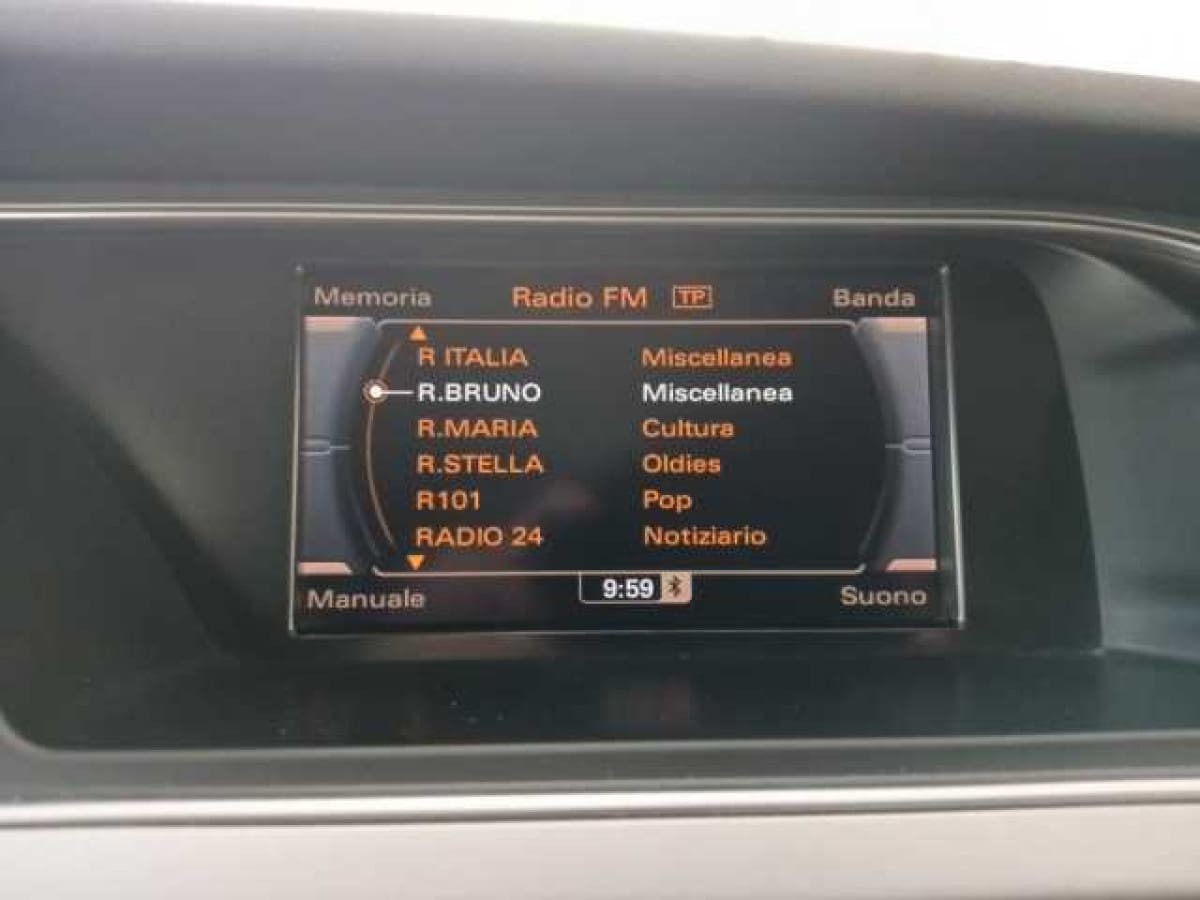 Memoria Radio FM TP Banda
R ITALIA Miscellanea
R.BRUNO Miscellanea
R.MARIA Cultura
R.STELLA Oldies
R101 Pop
RADIO 24 Notiziario
9:59
Manuale Suono